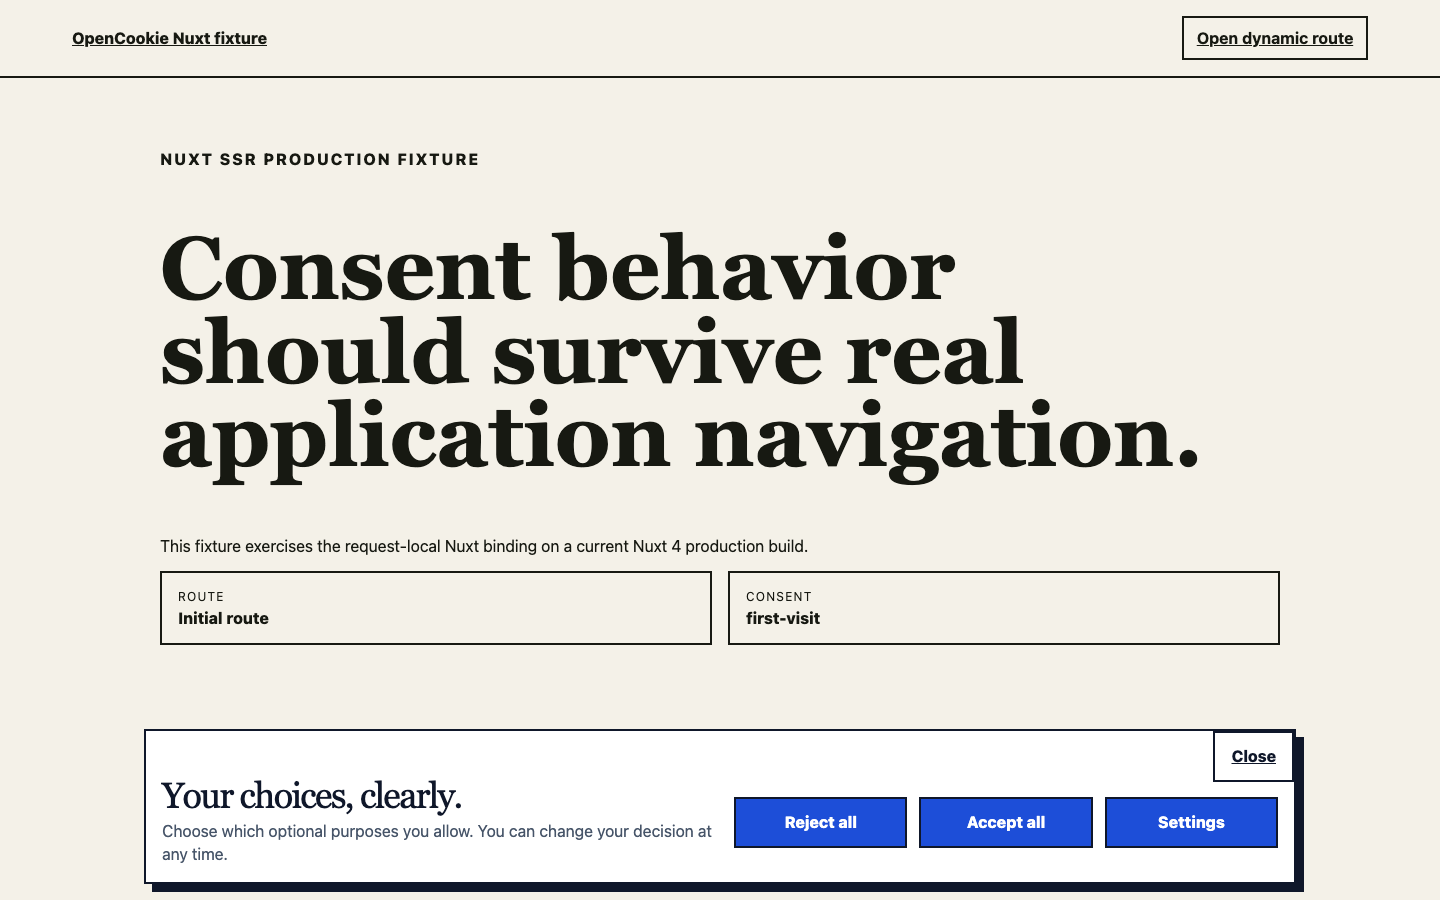 OpenCookie Nuxt fixture
Open dynamic route
NUXT SSR PRODUCTION FIXTURE
Consent behavior
should survive real
application navigation.
This fixture exercises the request-local Nuxt binding on a current Nuxt 4 production build.
ROUTE
Initial route
CONSENT
first-visit
Close
Your choices, clearly.
Choose which optional purposes you allow. You can change your decision at
any time.
Reject all
Accept all
Settings